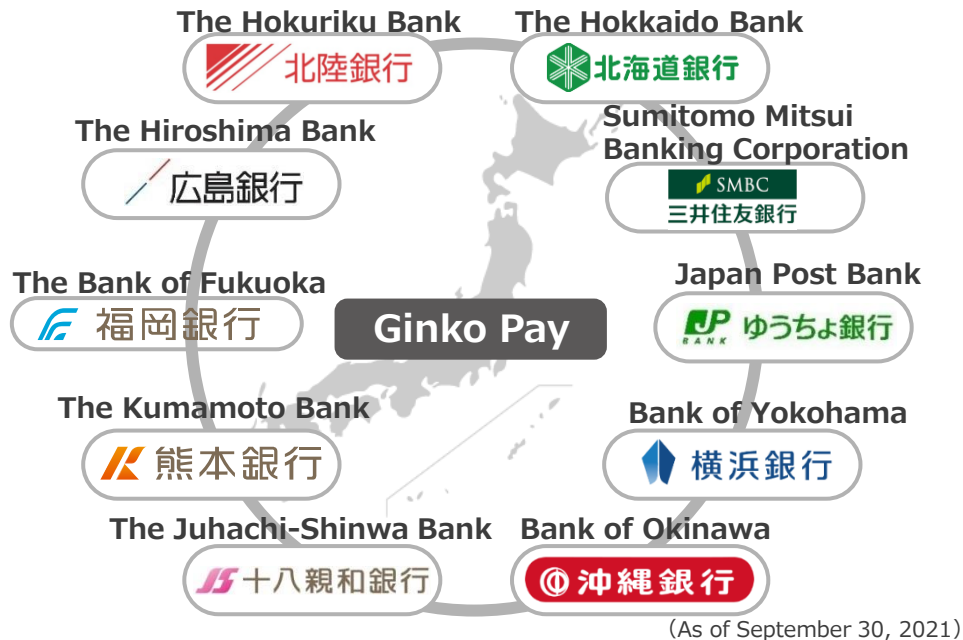 The Hokuriku Bank
北陸銀行
The Hokkaido Bank
北海道銀行
The Hiroshima Bank
広島銀行
Sumitomo Mitsui
Banking Corporation
SMBC
三井住友銀行
The Bank of Fukuoka
福岡銀行
Ginko Pay
Japan Post Bank
JP
BANK
ゆうちょ銀行
The Kumamoto Bank
熊本銀行
Bank of Yokohama
横浜銀行
The Juhachi-Shinwa Bank
十八親和銀行
Bank of Okinawa
沖縄銀行
（As of September 30, 2021）